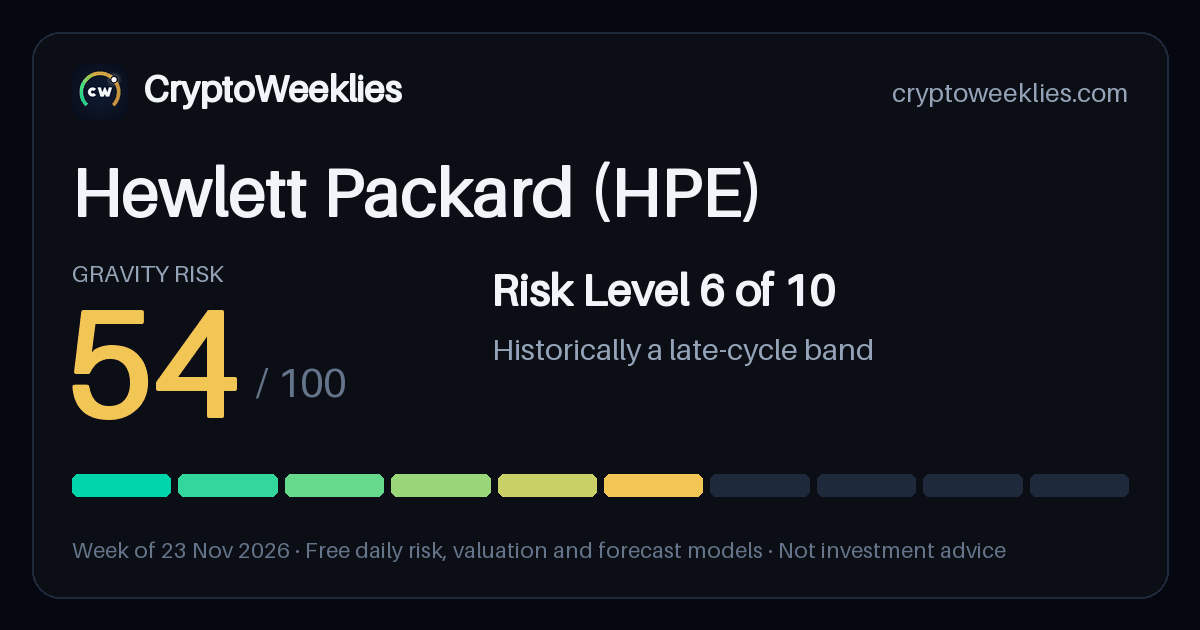 CW CryptoWeeklies
cryptoweeklies.com
Hewlett Packard (HPE)
GRAVITY RISK
54 / 100
Risk Level 6 of 10
Historically a late-cycle band
Week of 23 Nov 2026 · Free daily risk, valuation and forecast models · Not investment advice